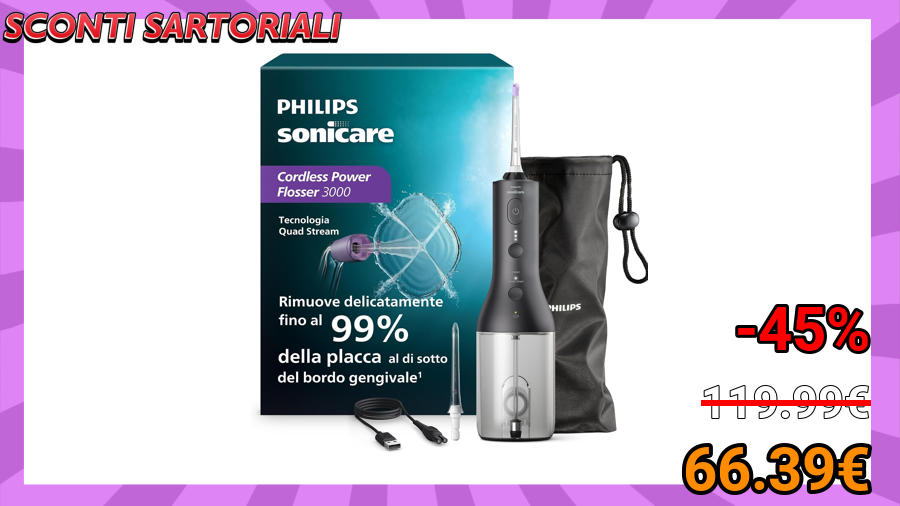 SCONTI SARTORIALI
PHILIPS
sonicare
Cordless Power
Flosser 3000
Tecnologia
Quad Stream
Rimuove delicatamente
fino al 99%
della placca al di sotto
del bordo gengivale¹
sonicare
PHILIPS
-45%
119.99€
66.39€